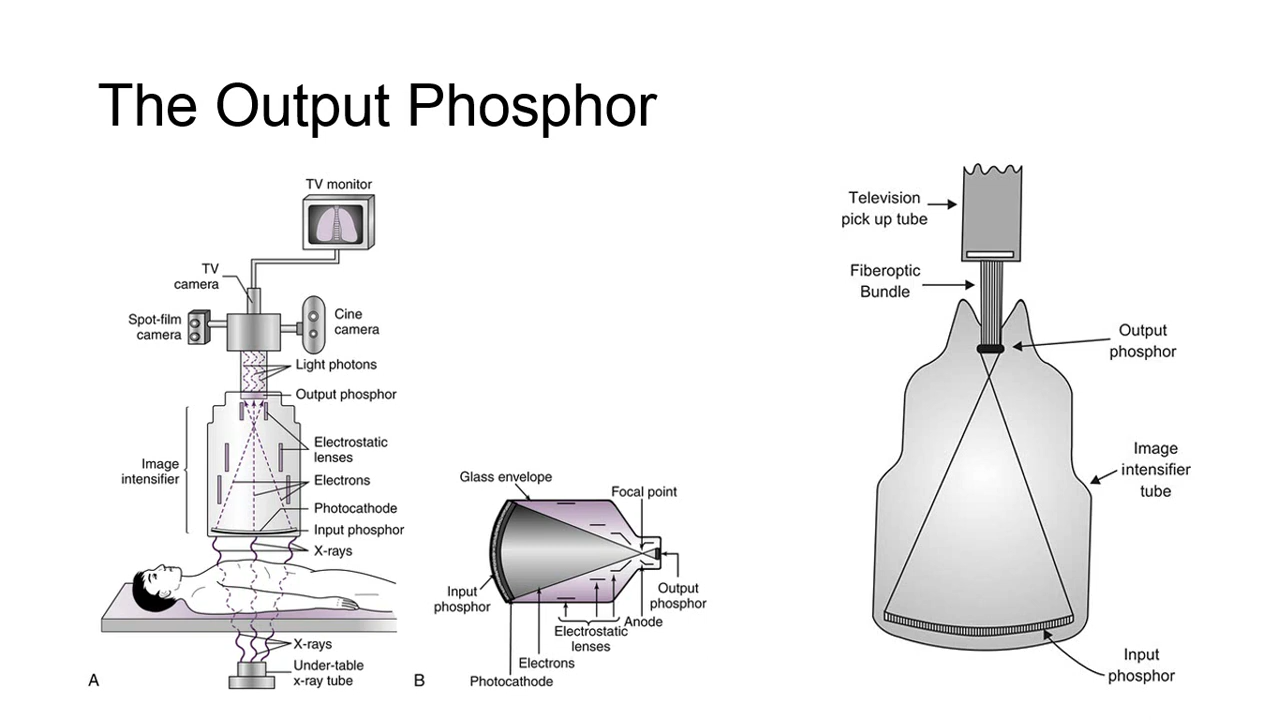 The Output Phosphor
TV monitor
TV
camera
Spot-film
camera
Cine
camera
Light photons
Output phosphor
Electrostatic
lenses
Image
intensifier
Electrons
Photocathode
Input phosphor
X-rays
X-rays
Under-table
x-ray tube
A
Glass envelope
Focal point
Input
phosphor
Output
phosphor
Anode
Electrostatic
lenses
Electrons
Photocathode
B
Television
pick up tube
Fiberoptic
Bundle
Output
phosphor
Image
intensifier
tube
Input
phosphor